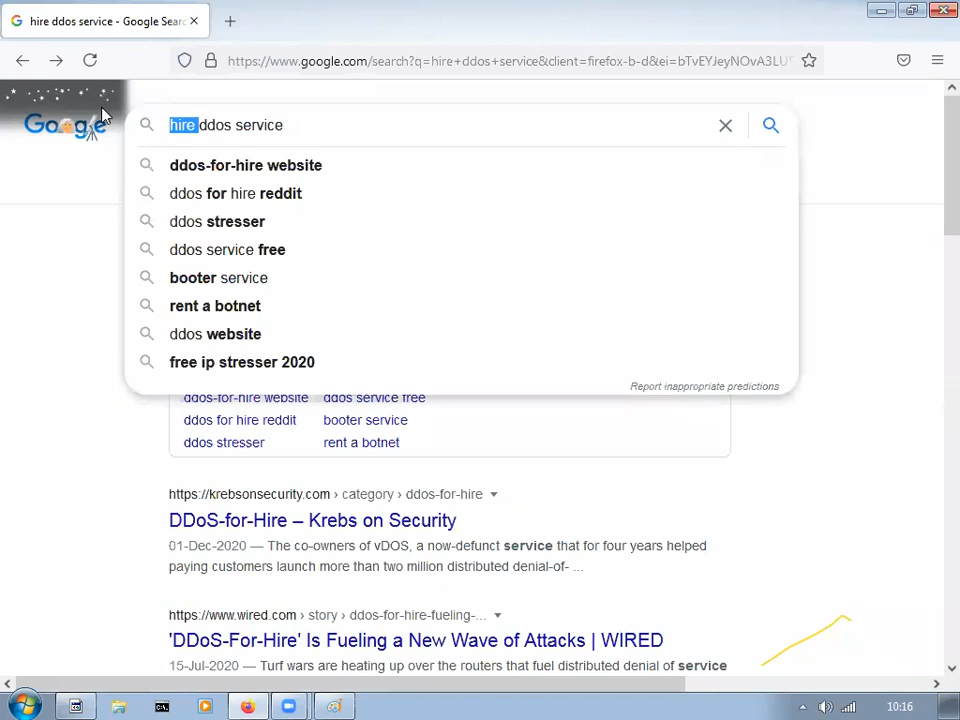 hire ddos service - Google Sear
https://www.google.com/search?q=hire+ddos+service&client=firefox-b-d&ei=bTvEYJeyNOvA3LU
Google
hire ddos service
ddos-for-hire website
ddos for hire reddit
ddos stresser
ddos service free
booter service
rent a botnet
ddos website
free ip stresser 2020
Report inappropriate predictions
ddos-for-hire website ddos service free
ddos for hire reddit booter service
ddos stresser rent a botnet
https://krebsonsecurity.com › category › ddos-for-hire
DDoS-for-Hire – Krebs on Security
01-Dec-2020 — The co-owners of vDOS, a now-defunct service that for four years helped
paying customers launch more than two million distributed denial-of- ...
https://www.wired.com › story › ddos-for-hire-fueling-...
'DDoS-For-Hire' Is Fueling a New Wave of Attacks | WIRED
15-Jul-2020 — Turf wars are heating up over the routers that fuel distributed denial of service
10:16